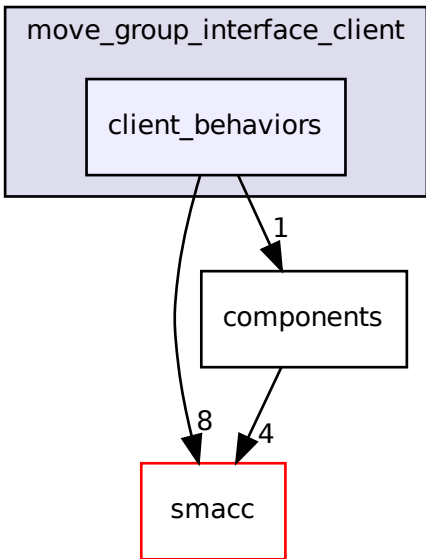 move_group_interface_client
client_behaviors
1
components
8
4
smacc